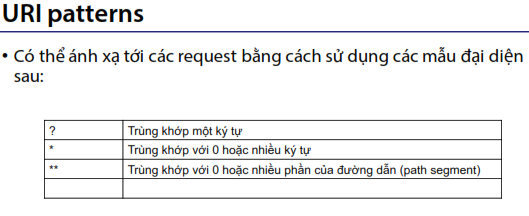 URI patterns
• Có thể ánh xạ tới các request bằng cách sử dụng các mẫu đại diện
sau:
? Trùng khớp một ký tự
* Trùng khớp với 0 hoặc nhiều ký tự
** Trùng khớp với 0 hoặc nhiều phần của đường dẫn (path segment)